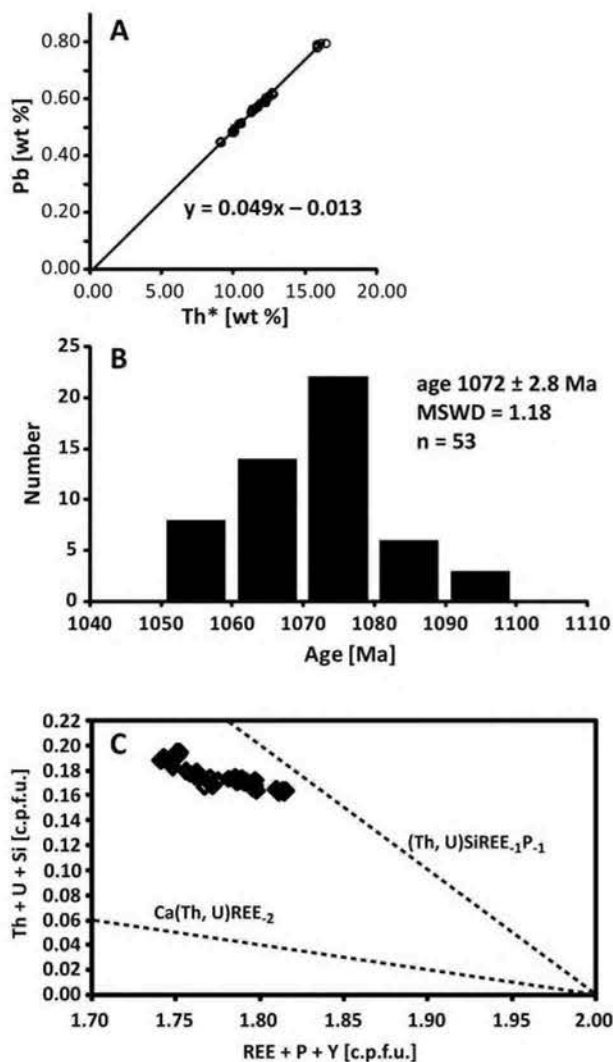 A
0.80
0.60
0.40
0.20
0.00
Pb [wt %]
y = 0.049x – 0.013
0.00 5.00 10.00 15.00 20.00
Th* [wt %]
B
25
20
15
10
5
0
Number
age 1072 ± 2.8 Ma
MSWD = 1.18
n = 53
1040 1050 1060 1070 1080 1090 1100 1110
Age [Ma]
C
0.22
0.20
0.18
0.16
0.14
0.12
0.10
0.08
0.06
0.04
0.02
0.00
Th + U + Si [c.p.f.u.]
(Th, U)SiREE₋₁P₋₁
Ca(Th, U)REE₋₂
1.70 1.75 1.80 1.85 1.90 1.95 2.00
REE + P + Y [c.p.f.u.]